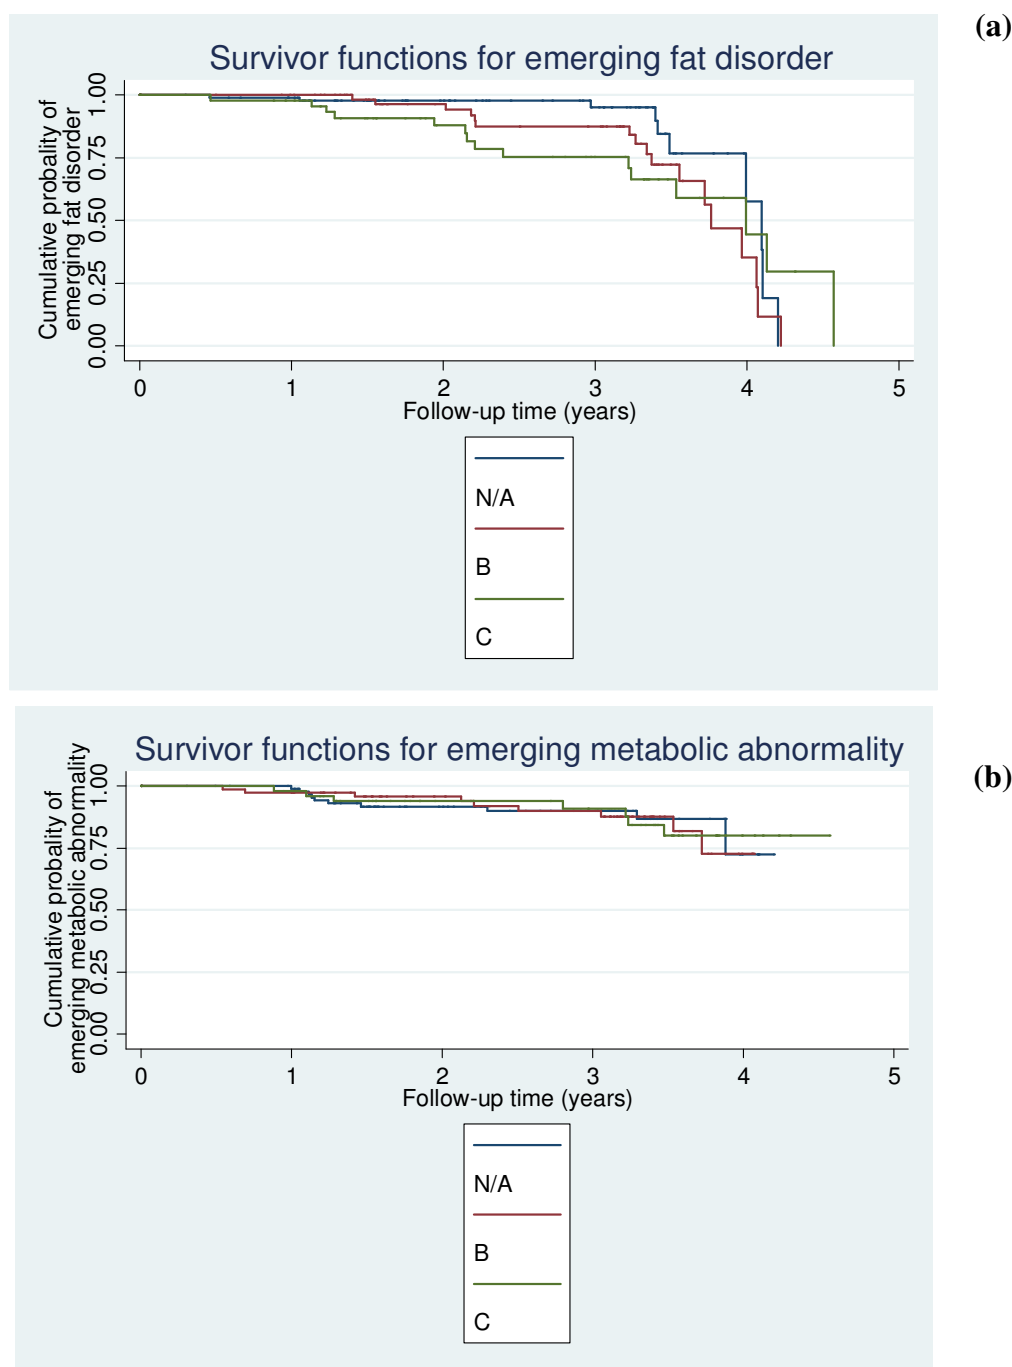 (a)
Survivor functions for emerging fat disorder
Cumulative probality of
emerging fat disorder
1.00
0.75
0.50
0.25
0.00
0 1 2 3 4 5
Follow-up time (years)
N/A
B
C
(b)
Survivor functions for emerging metabolic abnormality
Cumulative probality of
emerging metabolic abnormality
1.00
0.75
0.50
0.25
0.00
0 1 2 3 4 5
Follow-up time (years)
N/A
B
C